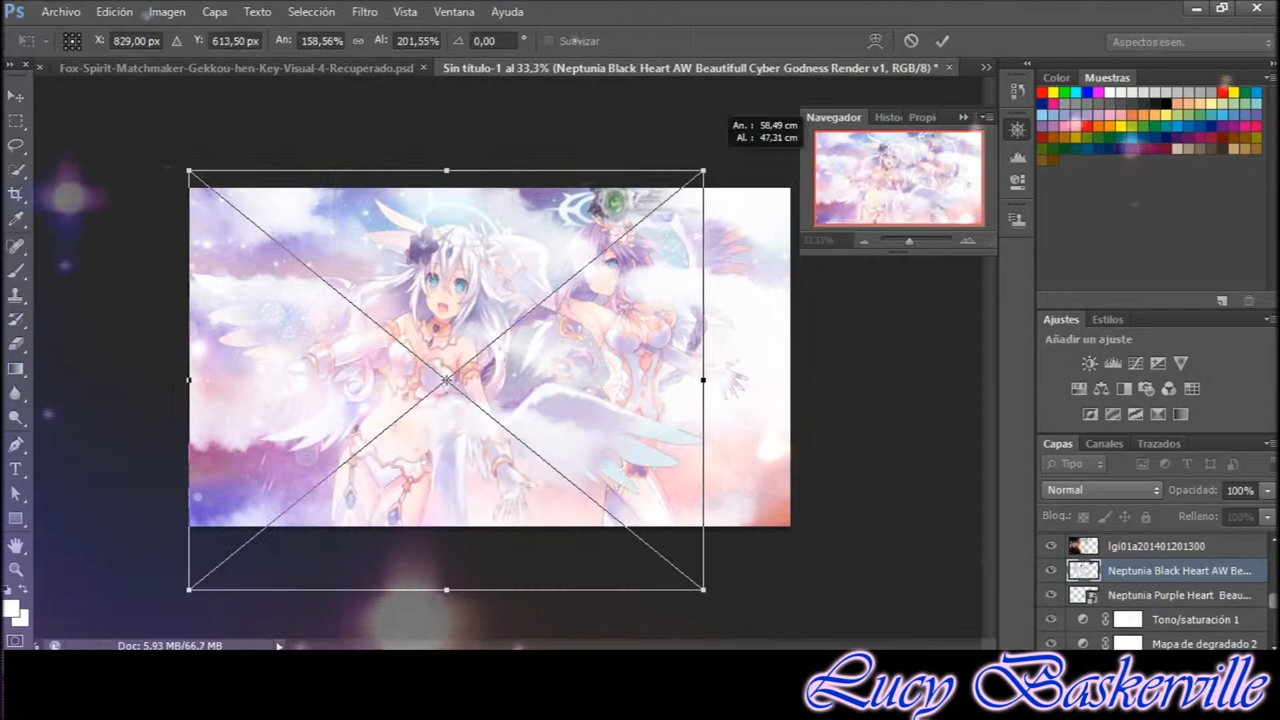 Ps Archivo Edición Imagen Capa Texto Selección Filtro Vista Ventana Ayuda
X: 829,00 px Y: 613,50 px An: 158,56% Al: 201,55% 0,00 ° Suavizar Aspectos esen.
Fox-Spirit-Matchmaker-Gekkou-hen-Key-Visual-4-Recuperado.psd × Sin título-1 al 33,3% (Neptunia Black Heart AW Beautifull Cyber Godness Render v1, RGB/8) * ×
Color Muestras
Navegador Histo Propi
An. : 58,49 cm
Al. : 47,31 cm
33,33%
Ajustes Estilos
Añadir un ajuste
Capas Canales Trazados
Tipo
Normal Opacidad: 100%
Bloq.: Relleno: 100%
lgi01a201401201300
Neptunia Black Heart AW Be...
Neptunia Purple Heart Beau...
Tono/saturación 1
Mapa de degradado 2
Doc: 5,93 MB/66,7 MB
Lucy Baskerville